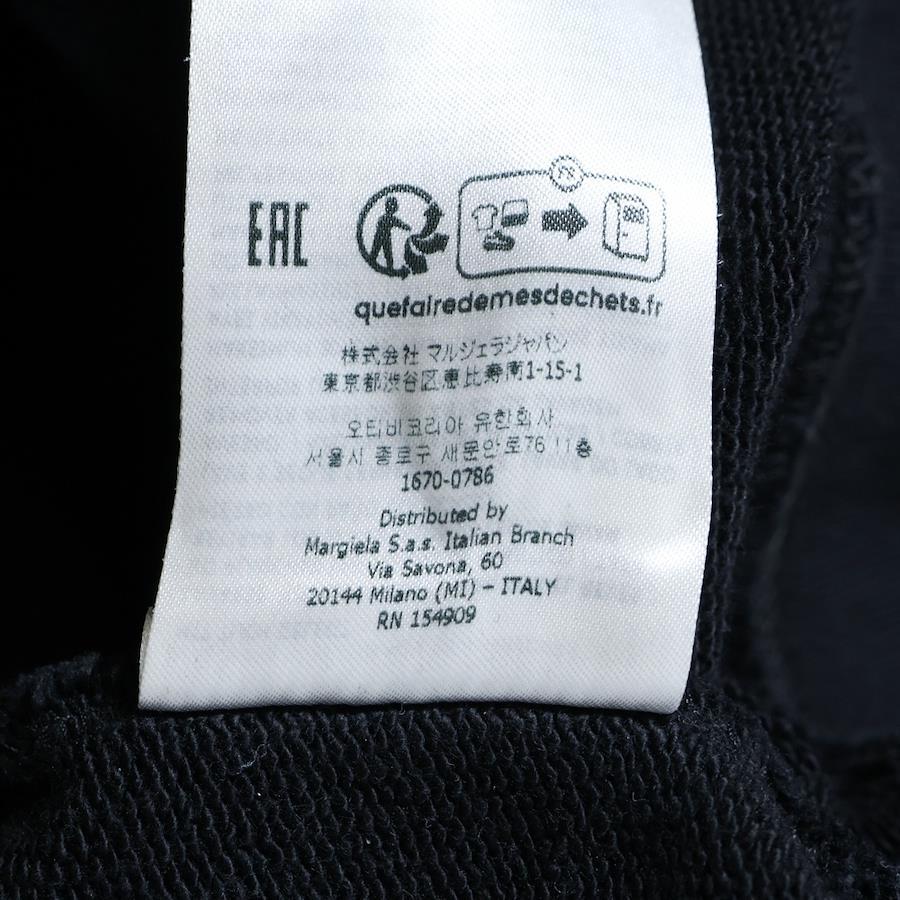 FR
EAC
quefairedemesdechets.fr
株式会社 マルジェラジャパン
東京都渋谷区恵比寿南1-15-1
오티비코리아 유한회사
서울시 종로구 새문안로76 11층
1670-0786
Distributed by
Margiela S.a.s. Italian Branch
Via Savona, 60
20144 Milano (MI) – ITALY
RN 154909